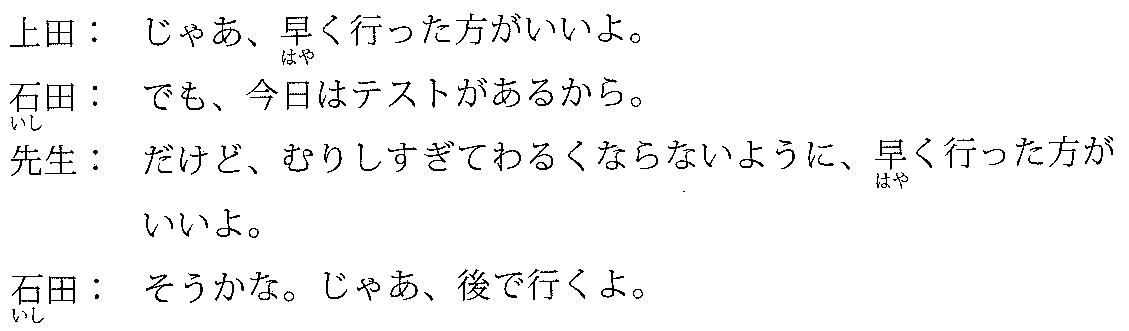 上田： じゃあ、早く行った方がいいよ。
はや
石田： でも、今日はテストがあるから。
いし
先生： だけど、むりしすぎてわるくならないように、早く行った方が
はや
いいよ。
石田： そうかな。じゃあ、後で行くよ。
いし